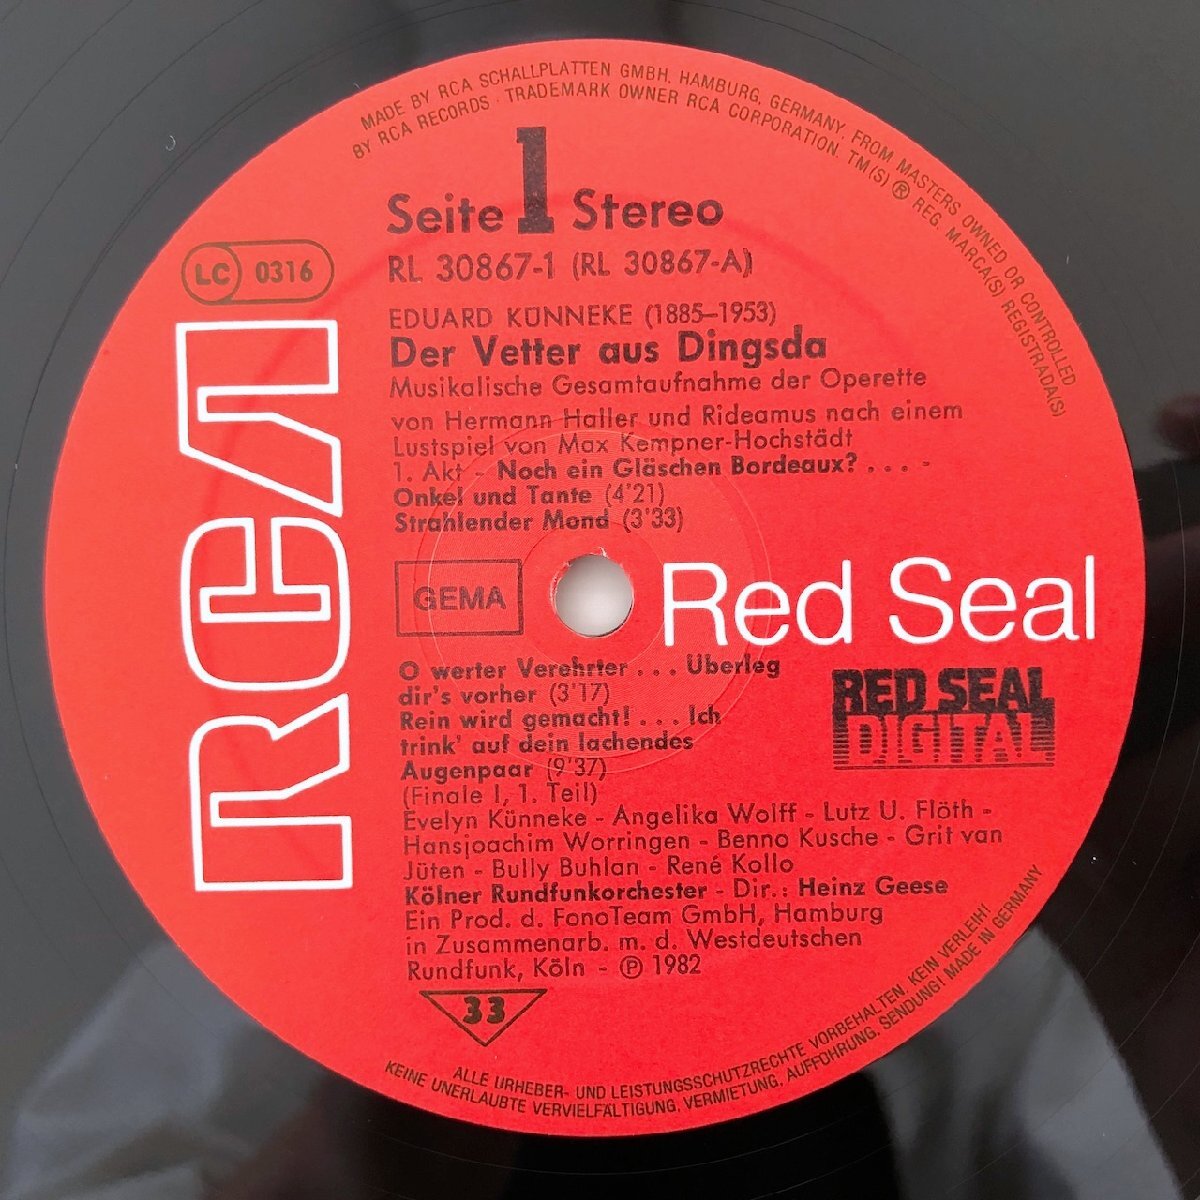 MADE BY RCA SCHALLPLATTEN GMBH, HAMBURG, GERMANY, FROM MASTERS OWNED OR CONTROLLED
BY RCA RECORDS · TRADEMARK OWNER RCA CORPORATION. TM(S) ® REG. MARCA(S) REGISTRADA(S)
Seite 1 Stereo
LC 0316
RL 30867-1 (RL 30867-A)
EDUARD KÜNNEKE (1885–1953)
Der Vetter aus Dingsda
Musikalische Gesamtaufnahme der Operette
von Hermann Haller und Rideamus nach einem
Lustspiel von Max Kempner-Hochstädt
1. Akt - Noch ein Gläschen Bordeaux? . . . . -
Onkel und Tante (4'21)
Strahlender Mond (3'33)
RCA
GEMA
Red Seal
O werter Verehrter . . . Überleg
dir's vorher (3'17)
Rein wird gemacht! . . . . Ich
trink' auf dein lachendes
Augenpaar (9'37)
(Finale I, 1. Teil)
RED SEAL
DIGITAL
Evelyn Künneke - Angelika Wolff - Lutz U. Flöth -
Hansjoachim Worringen - Benno Kusche - Grit van
Jüten - Bully Buhlan - René Kollo
Kölner Rundfunkorchester - Dir.: Heinz Geese
Ein Prod. d. FonoTeam GmbH, Hamburg
in Zusammenarb. m. d. Westdeutschen
Rundfunk, Köln - ℗ 1982
33
ALLE URHEBER- UND LEISTUNGSSCHUTZRECHTE VORBEHALTEN. KEIN VERLEIH!
KEINE UNERLAUBTE VERVIELFÄLTIGUNG, VERMIETUNG, AUFFÜHRUNG, SENDUNG! MADE IN GERMANY